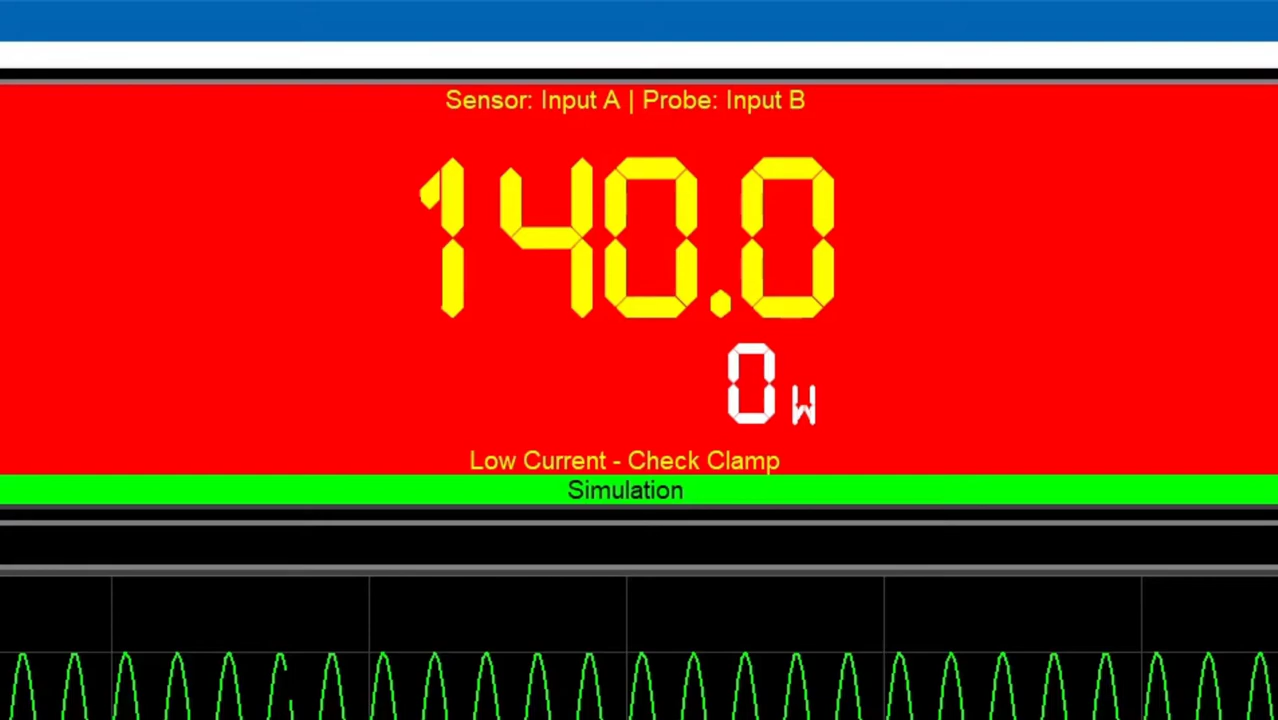 Sensor: Input A | Probe: Input B
140.0
0 W
Low Current - Check Clamp
Simulation